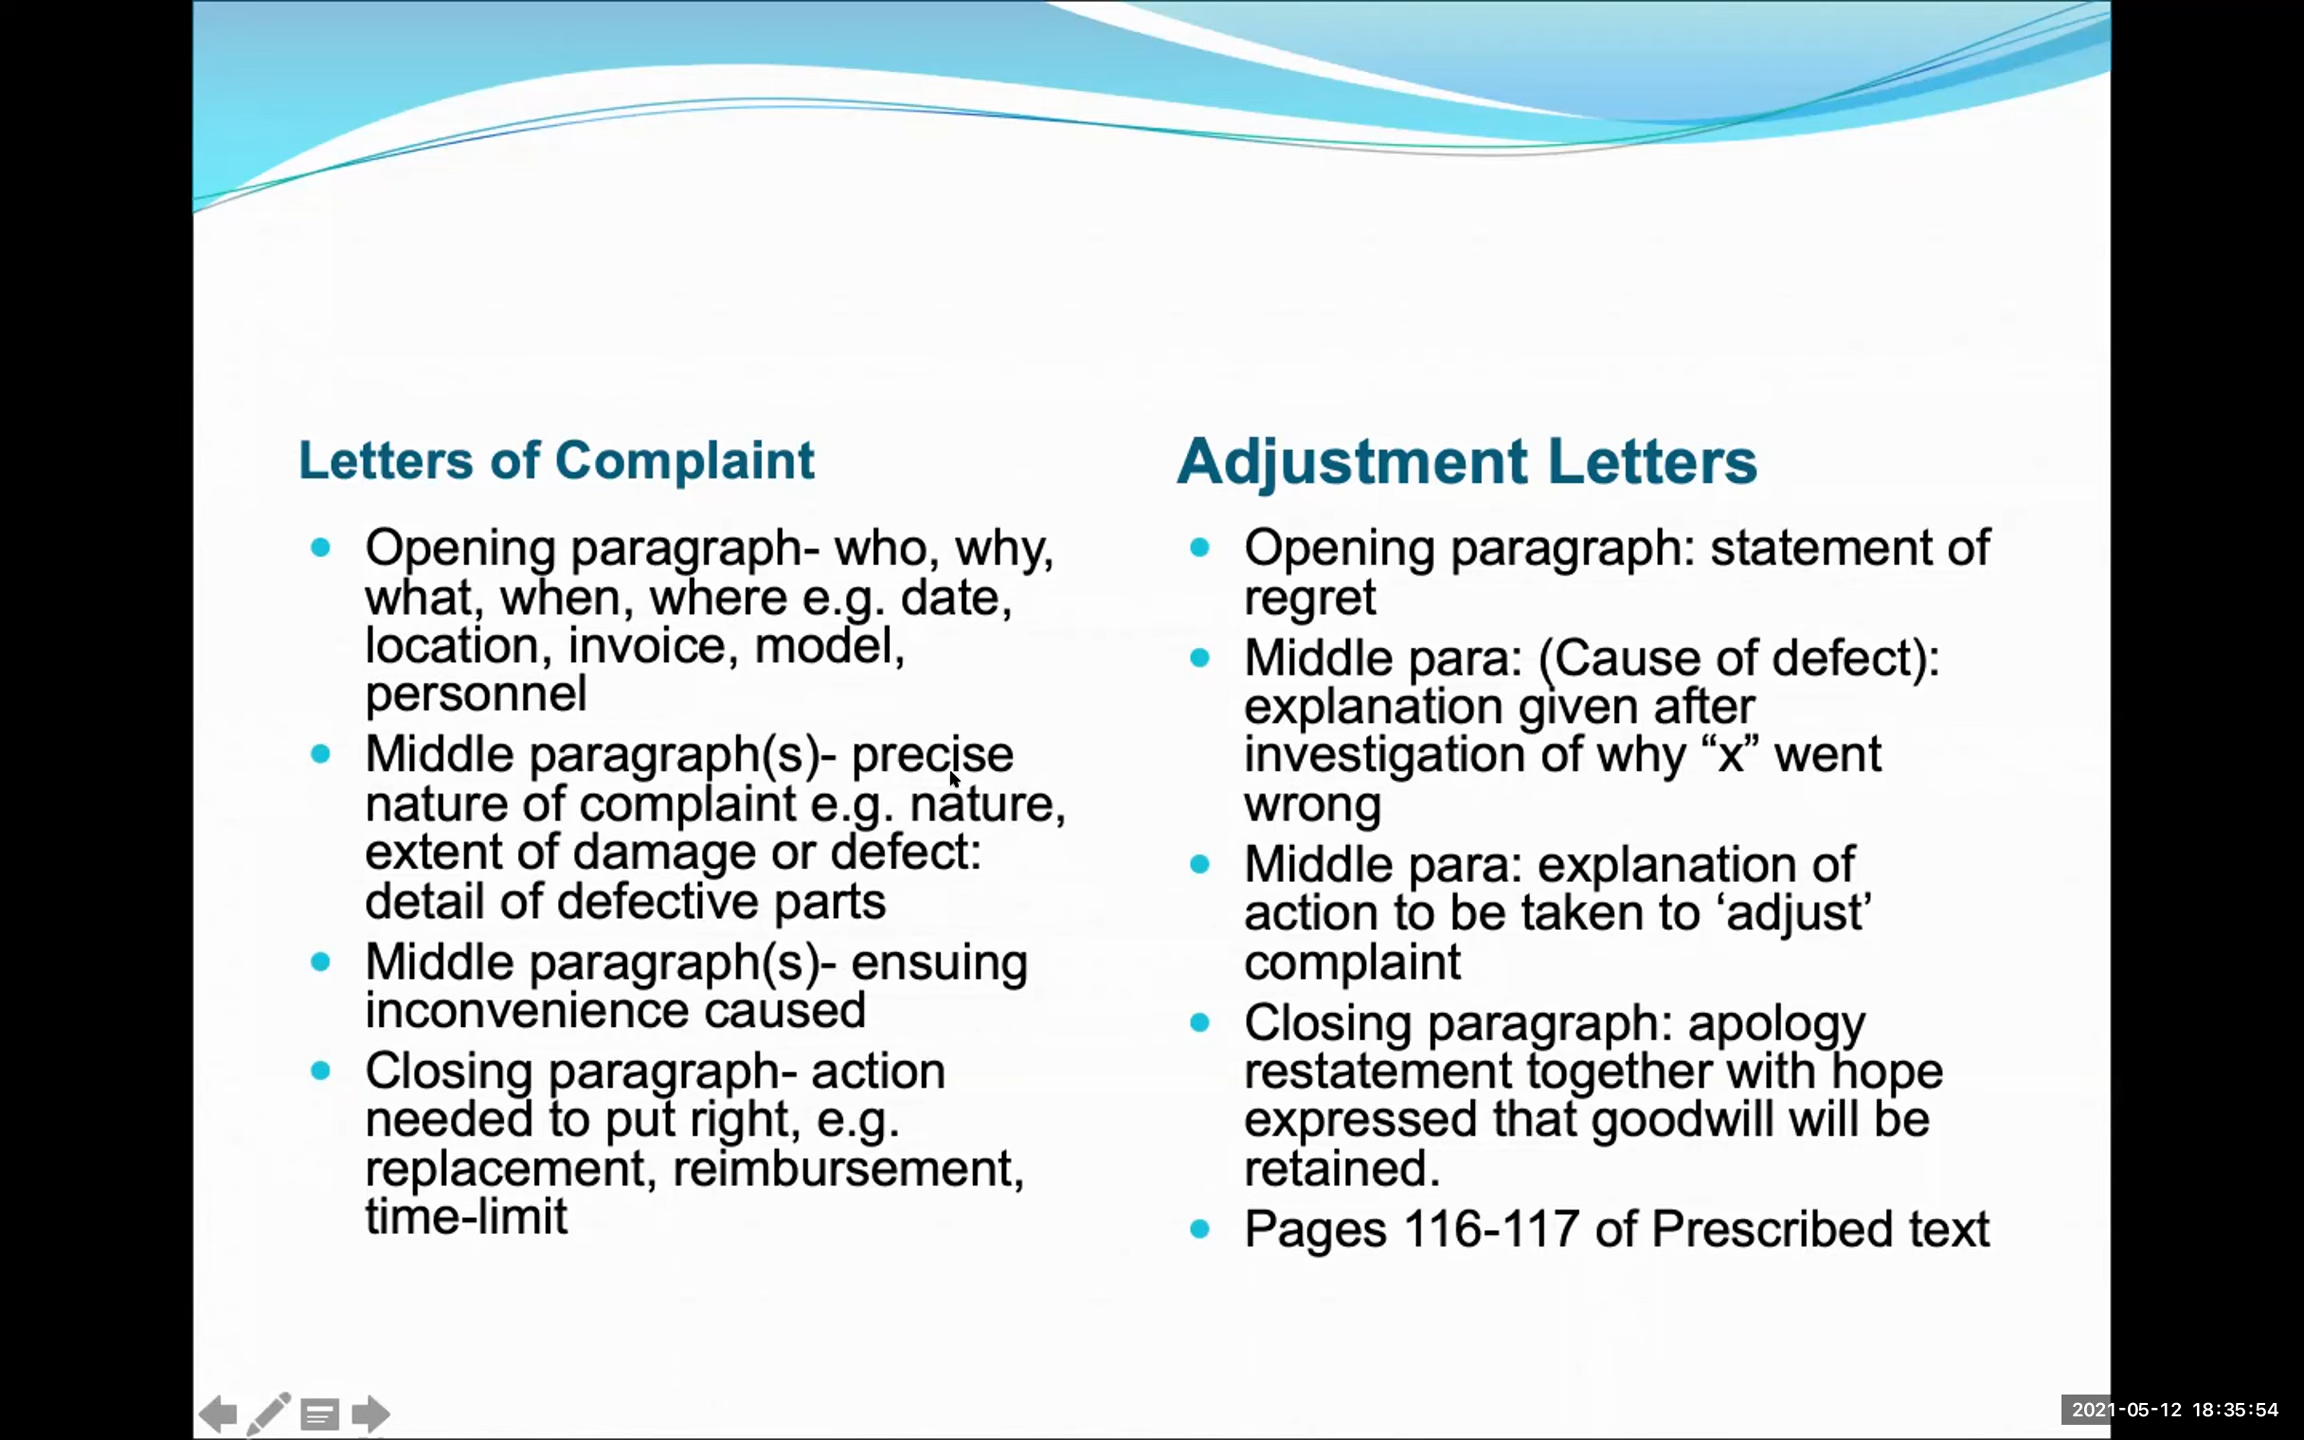 Letters of Complaint
Opening paragraph- who, why,
what, when, where e.g. date,
location, invoice, model,
personnel
Middle paragraph(s)- precise
nature of complaint e.g. nature,
extent of damage or defect:
detail of defective parts
Middle paragraph(s)- ensuing
inconvenience caused
Closing paragraph- action
needed to put right, e.g.
replacement, reimbursement,
time-limit
Adjustment Letters
Opening paragraph: statement of
regret
Middle para: (Cause of defect):
explanation given after
investigation of why “x” went
wrong
Middle para: explanation of
action to be taken to ‘adjust’
complaint
Closing paragraph: apology
restatement together with hope
expressed that goodwill will be
retained.
Pages 116-117 of Prescribed text
2021-05-12 18:35:54